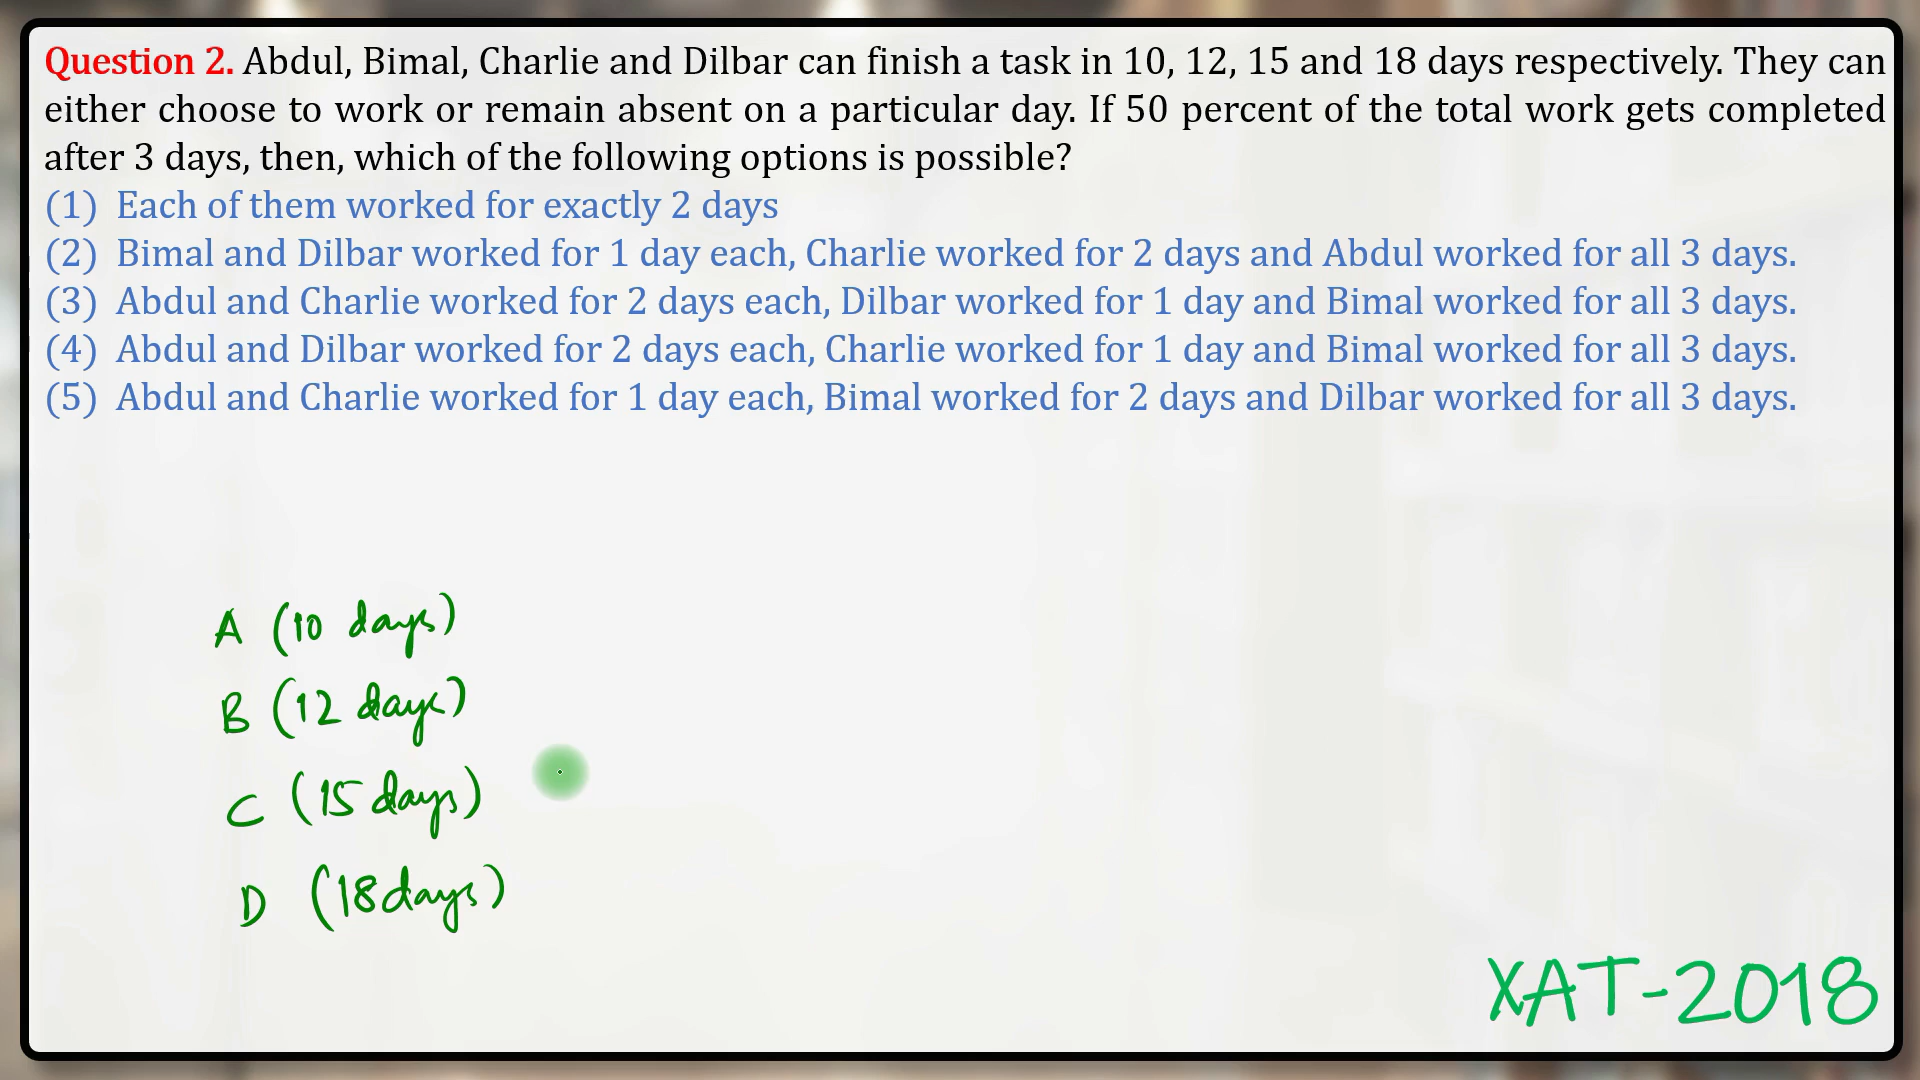 Question 2. Abdul, Bimal, Charlie and Dilbar can finish a task in 10, 12, 15 and 18 days respectively. They can
either choose to work or remain absent on a particular day. If 50 percent of the total work gets completed
after 3 days, then, which of the following options is possible?
(1) Each of them worked for exactly 2 days
(2) Bimal and Dilbar worked for 1 day each, Charlie worked for 2 days and Abdul worked for all 3 days.
(3) Abdul and Charlie worked for 2 days each, Dilbar worked for 1 day and Bimal worked for all 3 days.
(4) Abdul and Dilbar worked for 2 days each, Charlie worked for 1 day and Bimal worked for all 3 days.
(5) Abdul and Charlie worked for 1 day each, Bimal worked for 2 days and Dilbar worked for all 3 days.
A (10 days)
B (12 days)
C (15 days)
D (18 days)
XAT-2018